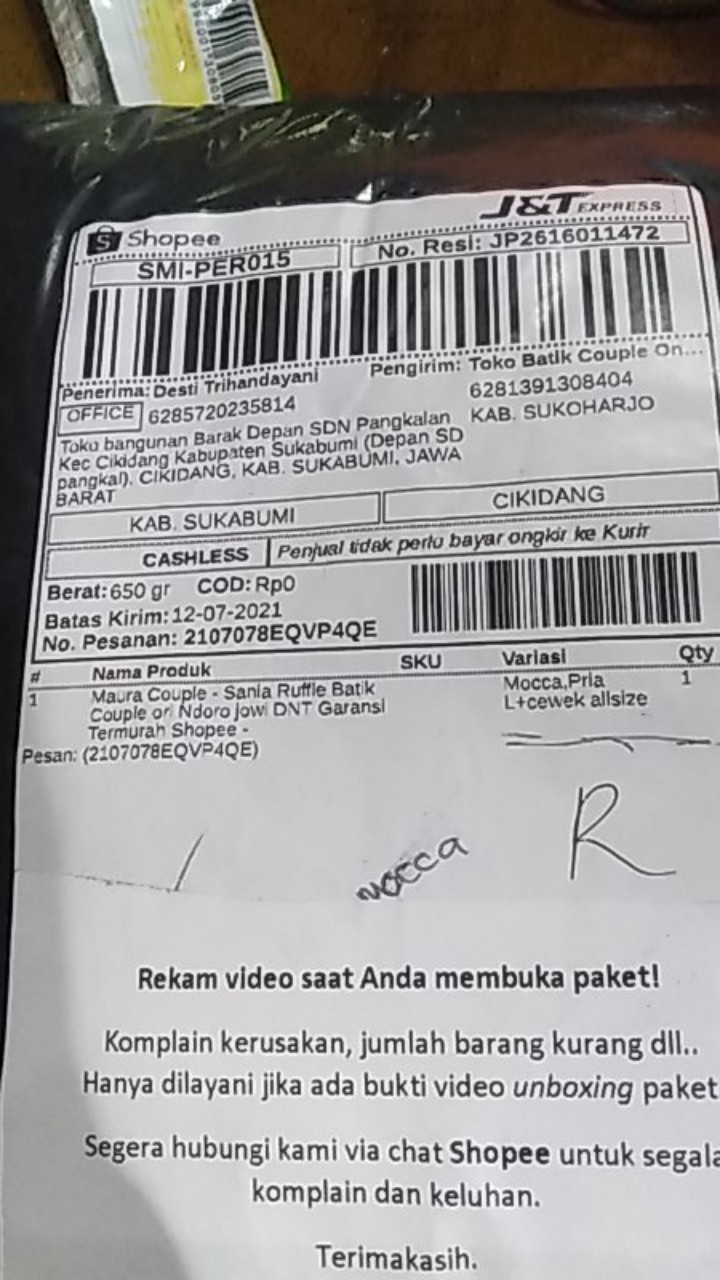 Shopee
J&T EXPRESS
SMI-PER015
No. Resi: JP2616011472
Penerima: Desti Trihandayani
OFFICE 6285720235814
Toko bangunan Barak Depan SDN Pangkalan
Kec Cikidang Kabupaten Sukabumi (Depan SD
pangkal), CIKIDANG, KAB. SUKABUMI, JAWA
BARAT
Pengirim: Toko Batik Couple On...
6281391308404
KAB. SUKOHARJO
KAB. SUKABUMI
CIKIDANG
CASHLESS
Penjual tidak perlu bayar ongkir ke Kurir
Berat: 650 gr COD: Rp0
Batas Kirim: 12-07-2021
No. Pesanan: 2107078EQVP4QE
# Nama Produk SKU Variasi Qty
1 Maura Couple - Sania Ruffle Batik Mocca,Pria 1
Couple ori Ndoro Jowi DNT Garansi L+cewek allsize
Termurah Shopee -
Pesan: (2107078EQVP4QE)
mocca
R
Rekam video saat Anda membuka paket!
Komplain kerusakan, jumlah barang kurang dll..
Hanya dilayani jika ada bukti video unboxing paket
Segera hubungi kami via chat Shopee untuk segala
komplain dan keluhan.
Terimakasih.